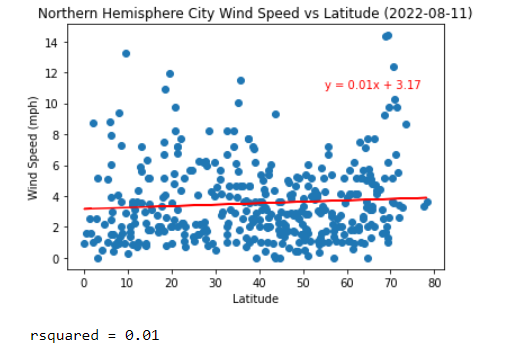 Northern Hemisphere City Wind Speed vs Latitude (2022-08-11)
14
12
10
8
6
4
2
0
Wind Speed (mph)
y = 0.01x + 3.17
0 10 20 30 40 50 60 70 80
Latitude
rsquared = 0.01